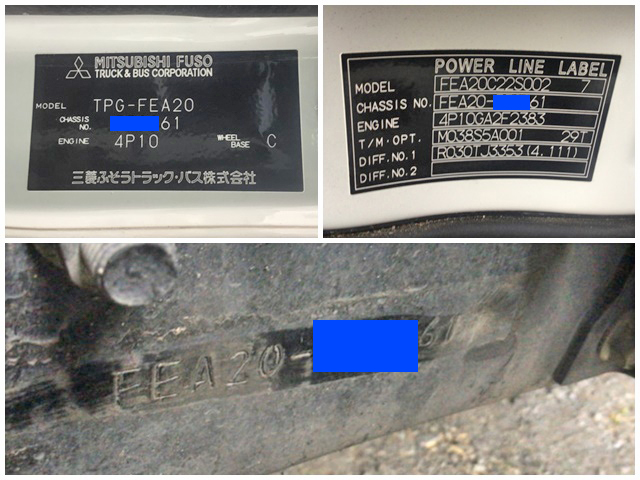 MITSUBISHI FUSO
TRUCK & BUS CORPORATION
MODEL TPG-FEA20
CHASSIS NO. 61
ENGINE 4P10 WHEEL BASE C
三菱ふそうトラック・バス株式会社
POWER LINE LABEL
MODEL FEA20C22S002 7
CHASSIS NO. FEA20- 61
ENGINE 4P10GA2F2383
T/M・OPT. M038S5A001 29T
DIFF.NO.1 R030TJ3353(4.111)
DIFF.NO.2
FEA20- 61